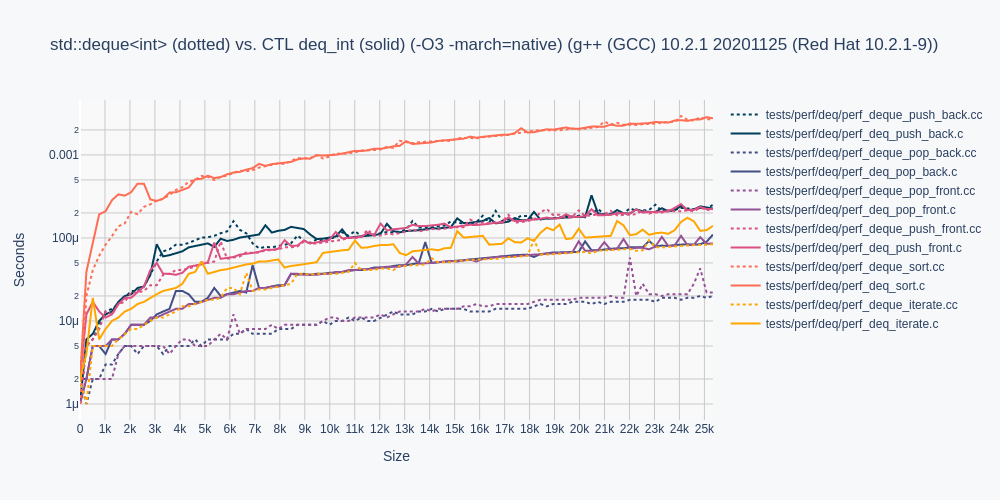 std::deque<int> (dotted) vs. CTL deq_int (solid) (-O3 -march=native) (g++ (GCC) 10.2.1 20201125 (Red Hat 10.2.1-9))
2
0.001
5
2
100μ
5
2
10μ
5
2
1μ
Seconds
0 1k 2k 3k 4k 5k 6k 7k 8k 9k 10k 11k 12k 13k 14k 15k 16k 17k 18k 19k 20k 21k 22k 23k 24k 25k
Size
tests/perf/deq/perf_deque_push_back.cc
tests/perf/deq/perf_deq_push_back.c
tests/perf/deq/perf_deque_pop_back.cc
tests/perf/deq/perf_deq_pop_back.c
tests/perf/deq/perf_deque_pop_front.cc
tests/perf/deq/perf_deq_pop_front.c
tests/perf/deq/perf_deque_push_front.cc
tests/perf/deq/perf_deq_push_front.c
tests/perf/deq/perf_deque_sort.cc
tests/perf/deq/perf_deq_sort.c
tests/perf/deq/perf_deque_iterate.cc
tests/perf/deq/perf_deq_iterate.c